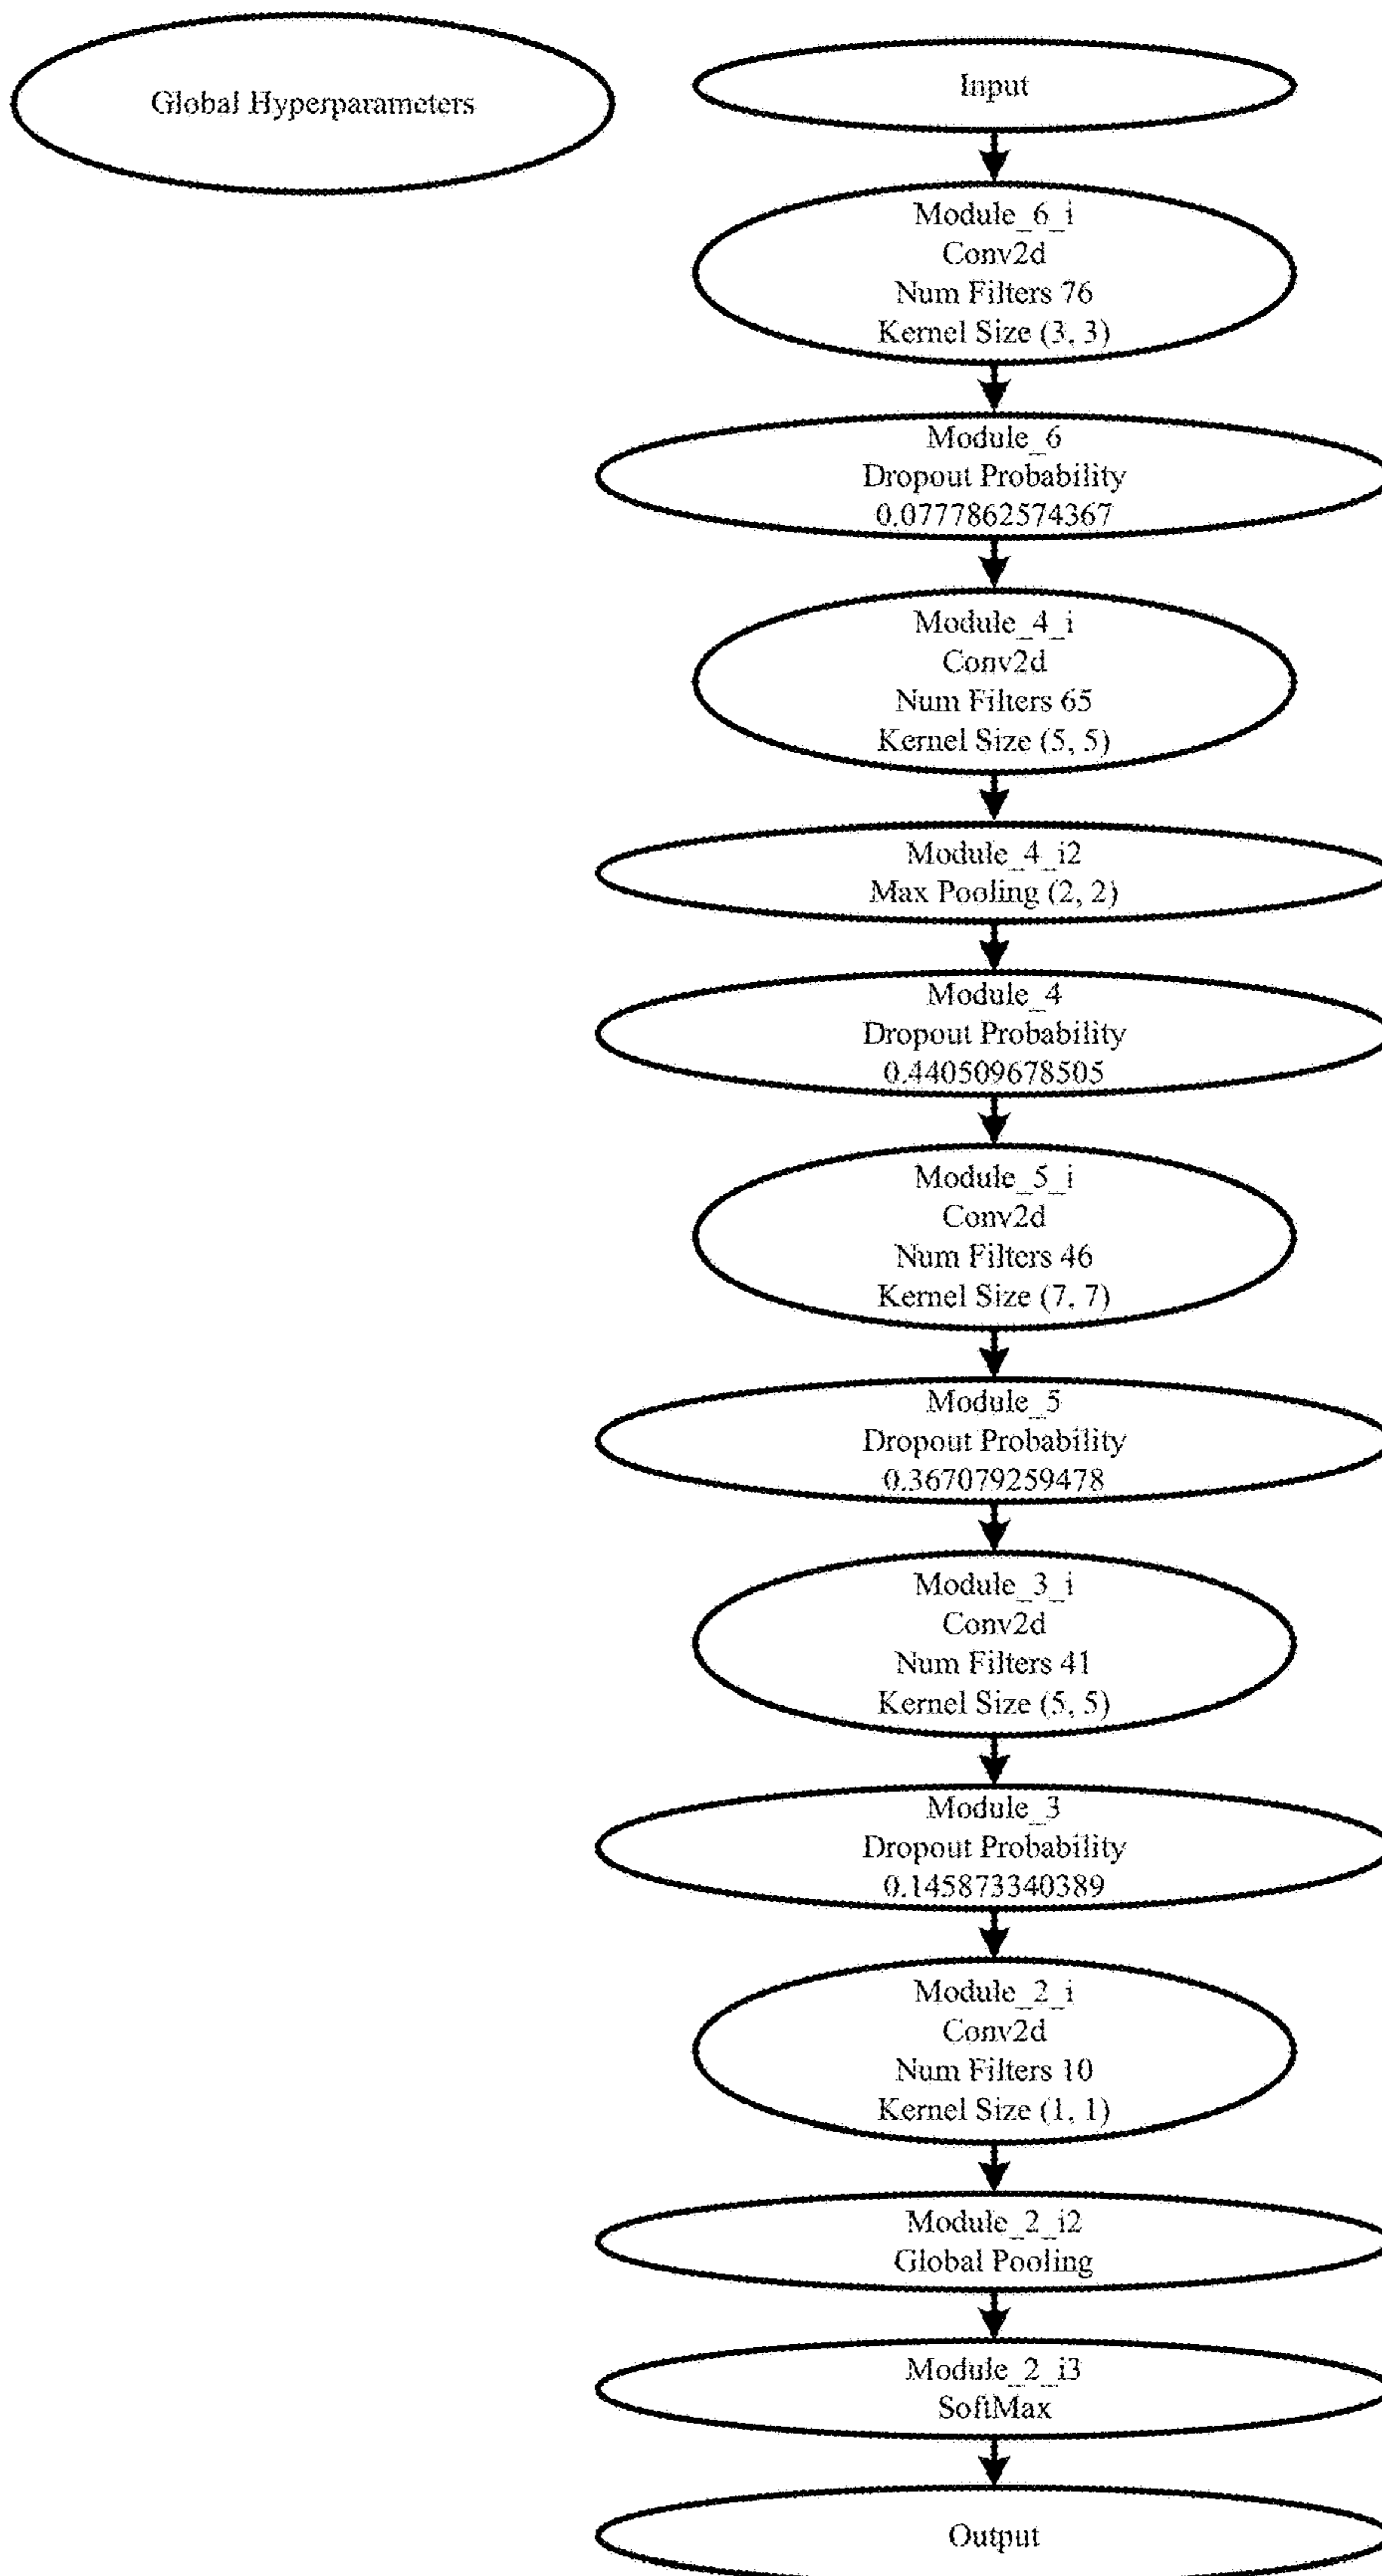 Global Hyperparameters
Input
Module_6_i
Conv2d
Num Filters 76
Kernel Size (3, 3)
Module_6
Dropout Probability
0.0777862574367
Module_4_i
Conv2d
Num Filters 65
Kernel Size (5, 5)
Module_4_i2
Max Pooling (2, 2)
Module_4
Dropout Probability
0.440509678505
Module_5_i
Conv2d
Num Filters 46
Kernel Size (7, 7)
Module_5
Dropout Probability
0.367079259478
Module_3_i
Conv2d
Num Filters 41
Kernel Size (5, 5)
Module_3
Dropout Probability
0.145873340389
Module_2_i
Conv2d
Num Filters 10
Kernel Size (1, 1)
Module_2_i2
Global Pooling
Module_2_i3
SoftMax
Output